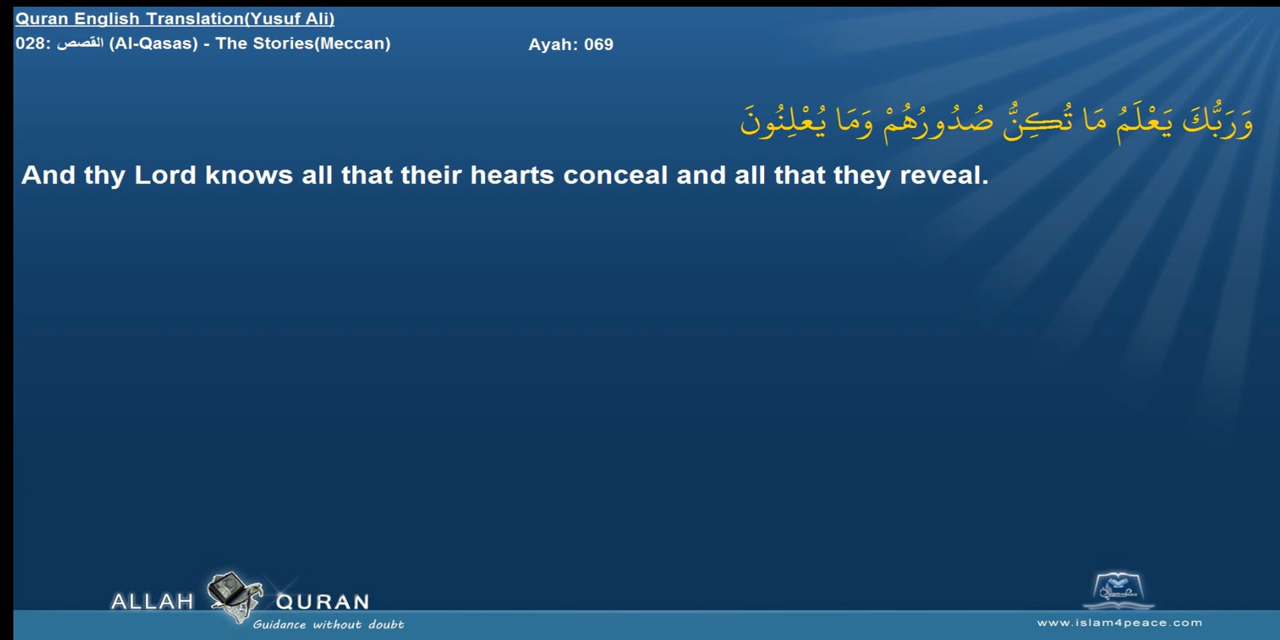 Quran English Translation(Yusuf Ali)
028: القصص (Al-Qasas) - The Stories(Meccan) Ayah: 069
وَرَبُّكَ يَعْلَمُ مَا تُكِنُّ صُدُورُهُمْ وَمَا يُعْلِنُونَ
And thy Lord knows all that their hearts conceal and all that they reveal.
ALLAH QURAN
Guidance without doubt
www.islam4peace.com